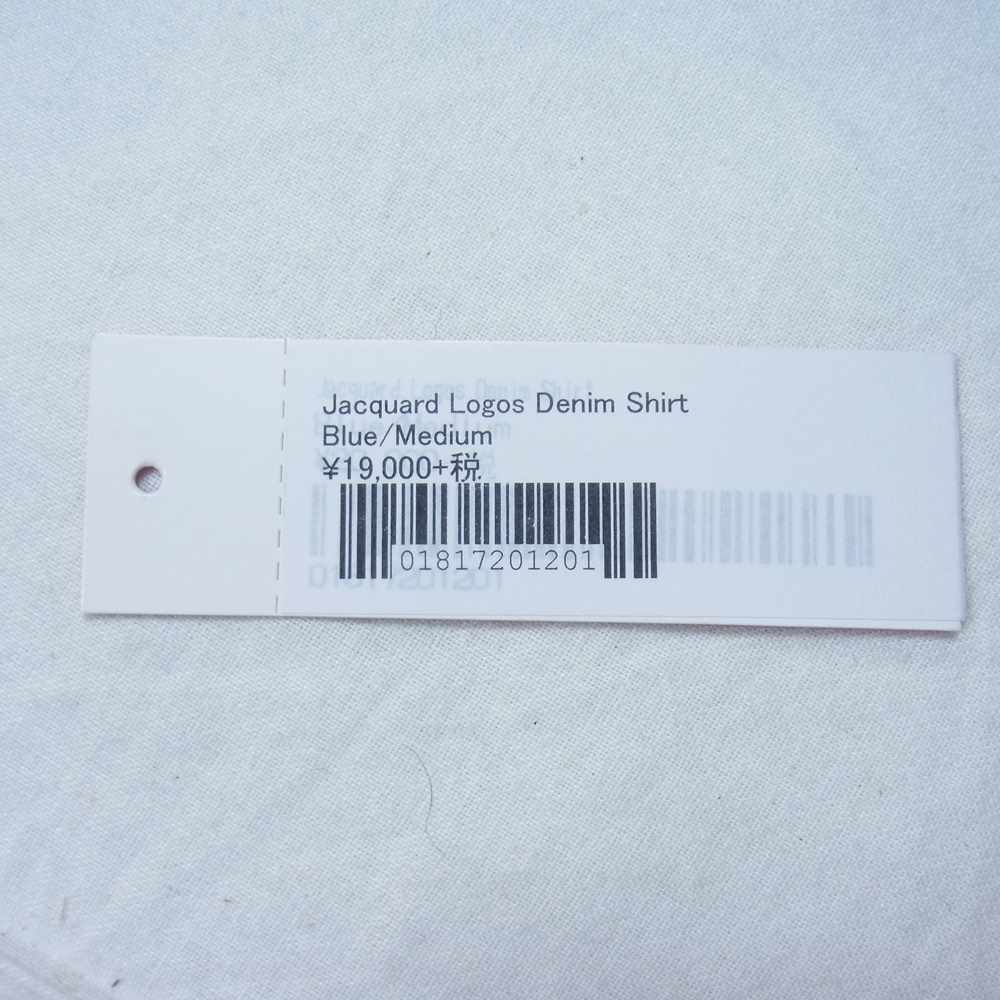 Jacquard Logos Denim Shirt
Blue/Medium
¥19,000+税
01817201201